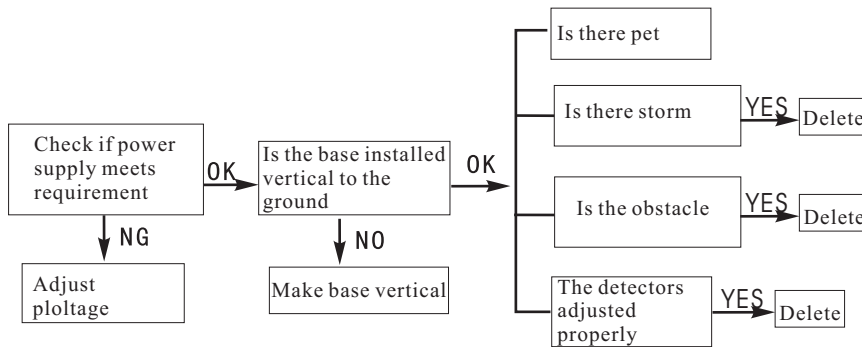 Check if power
supply meets
requirement
OK
NG
Adjust
ploltage
Is the base installed
vertical to the
ground
OK
NO
Make base vertical
Is there pet
Is there storm
YES
Delete
Is the obstacle
YES
Delete
The detectors
adjusted
properly
YES
Delete